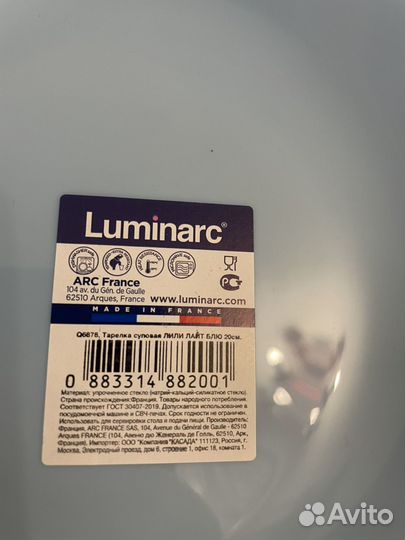 Luminarc®
ARC France
104 av. du Gén. de Gaulle
62510 Arques, France www.luminarc.com
MADE IN FRANCE
Q6876, Тарелка суповая ЛИЛИ ЛАЙТ БЛЮ 20см.
0 883314 882001
Материал: упрочненное стекло (натрий-кальций-силикатное стекло)
Страна происхождения:Франция. Товары народного потребления.
Соответствует ГОСТ 30407-2019. Допускается использование в
посудомоечной машине и СВЧ-печах. Срок годности не ограничен.
Использовать для сервировки стола и подачи пищи. Производитель:
Франция, ARC FRANCE SAS, 104, Avenue du Général de Gaulle - 62510
Arques FRANCE (104, Авеню дю Женераль де Голль, 62510, Арк,
Франция). Импортер: ООО "Компания "КАСАДА" 111123, Россия, г.
Москва, Электродный проезд, дом 6, строение 1, офис 18, комната 1.
Avito